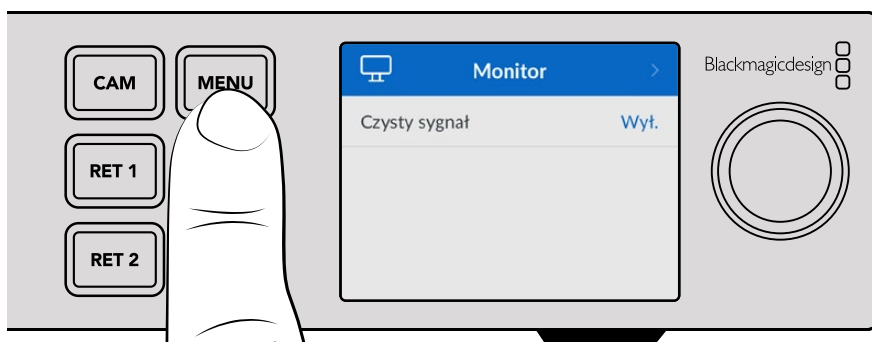 CAM
MENU
Monitor
Blackmagicdesign
Czysty sygnał
Wył.
RET 1
RET 2